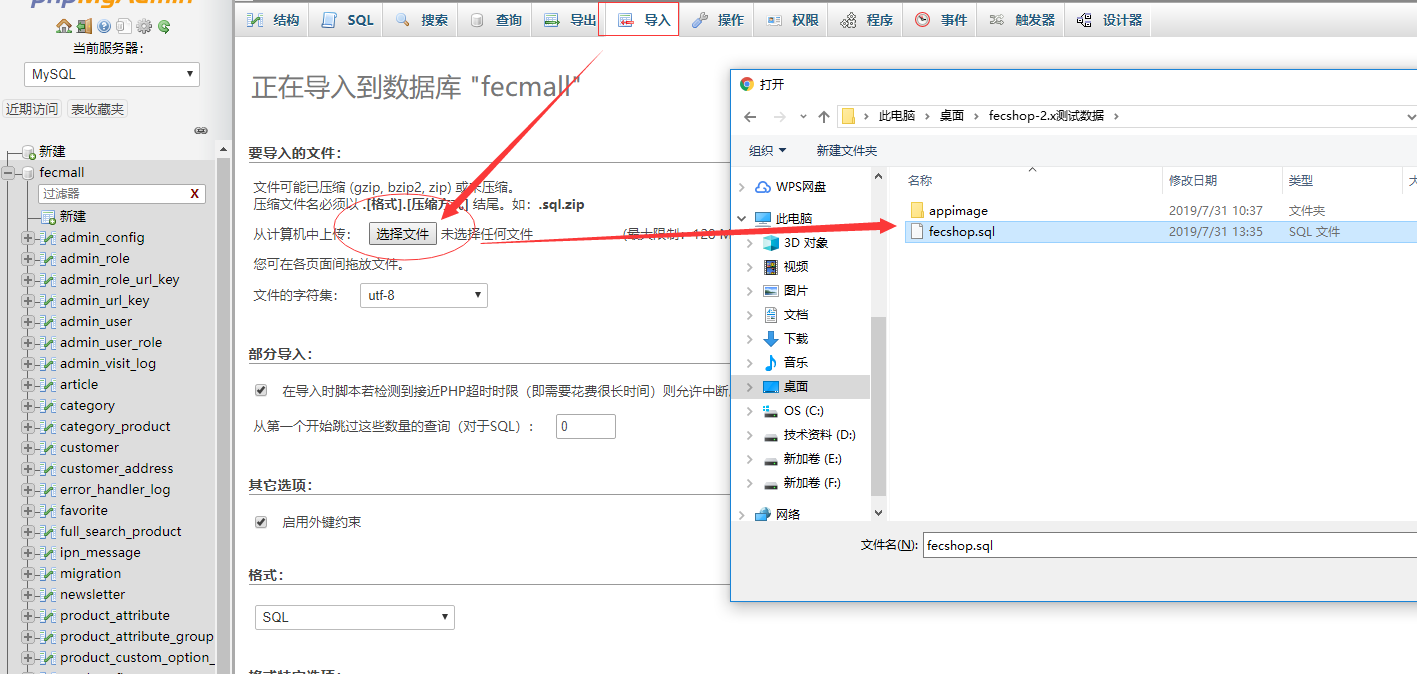 phpMyAdmin
当前服务器:
MySQL
近期访问 表收藏夹
新建
fecmall
过滤器 X
新建
admin_config
admin_role
admin_role_url_key
admin_url_key
admin_user
admin_user_role
admin_visit_log
article
category
category_product
customer
customer_address
error_handler_log
favorite
full_search_product
ipn_message
migration
newsletter
product_attribute
product_attribute_group
product_custom_option_
结构 SQL 搜索 查询 导出 导入 操作 权限 程序 事件 触发器 设计器
正在导入到数据库 "fecmall"
要导入的文件:
文件可能已压缩 (gzip, bzip2, zip) 或未压缩。
压缩文件名必须以 .[格式].[压缩方式] 结尾。如：.sql.zip
从计算机中上传： 选择文件 未选择任何文件 (最大限制：128 M
您可在各页面间拖放文件。
文件的字符集： utf-8
部分导入:
在导入时脚本若检测到接近PHP超时时限（即需要花费很长时间）则允许中断。
从第一个开始跳过这些数量的查询（对于SQL）： 0
其它选项:
启用外键约束
格式:
SQL
格式特定选项:
打开
此电脑 桌面 fecshop-2.x测试数据
组织 新建文件夹
WPS网盘
此电脑
3D 对象
视频
图片
文档
下载
音乐
桌面
OS (C:)
技术资料 (D:)
新加卷 (E:)
新加卷 (F:)
网络
名称 修改日期 类型 大
appimage 2019/7/31 10:37 文件夹
fecshop.sql 2019/7/31 13:35 SQL 文件
文件名(N): fecshop.sql